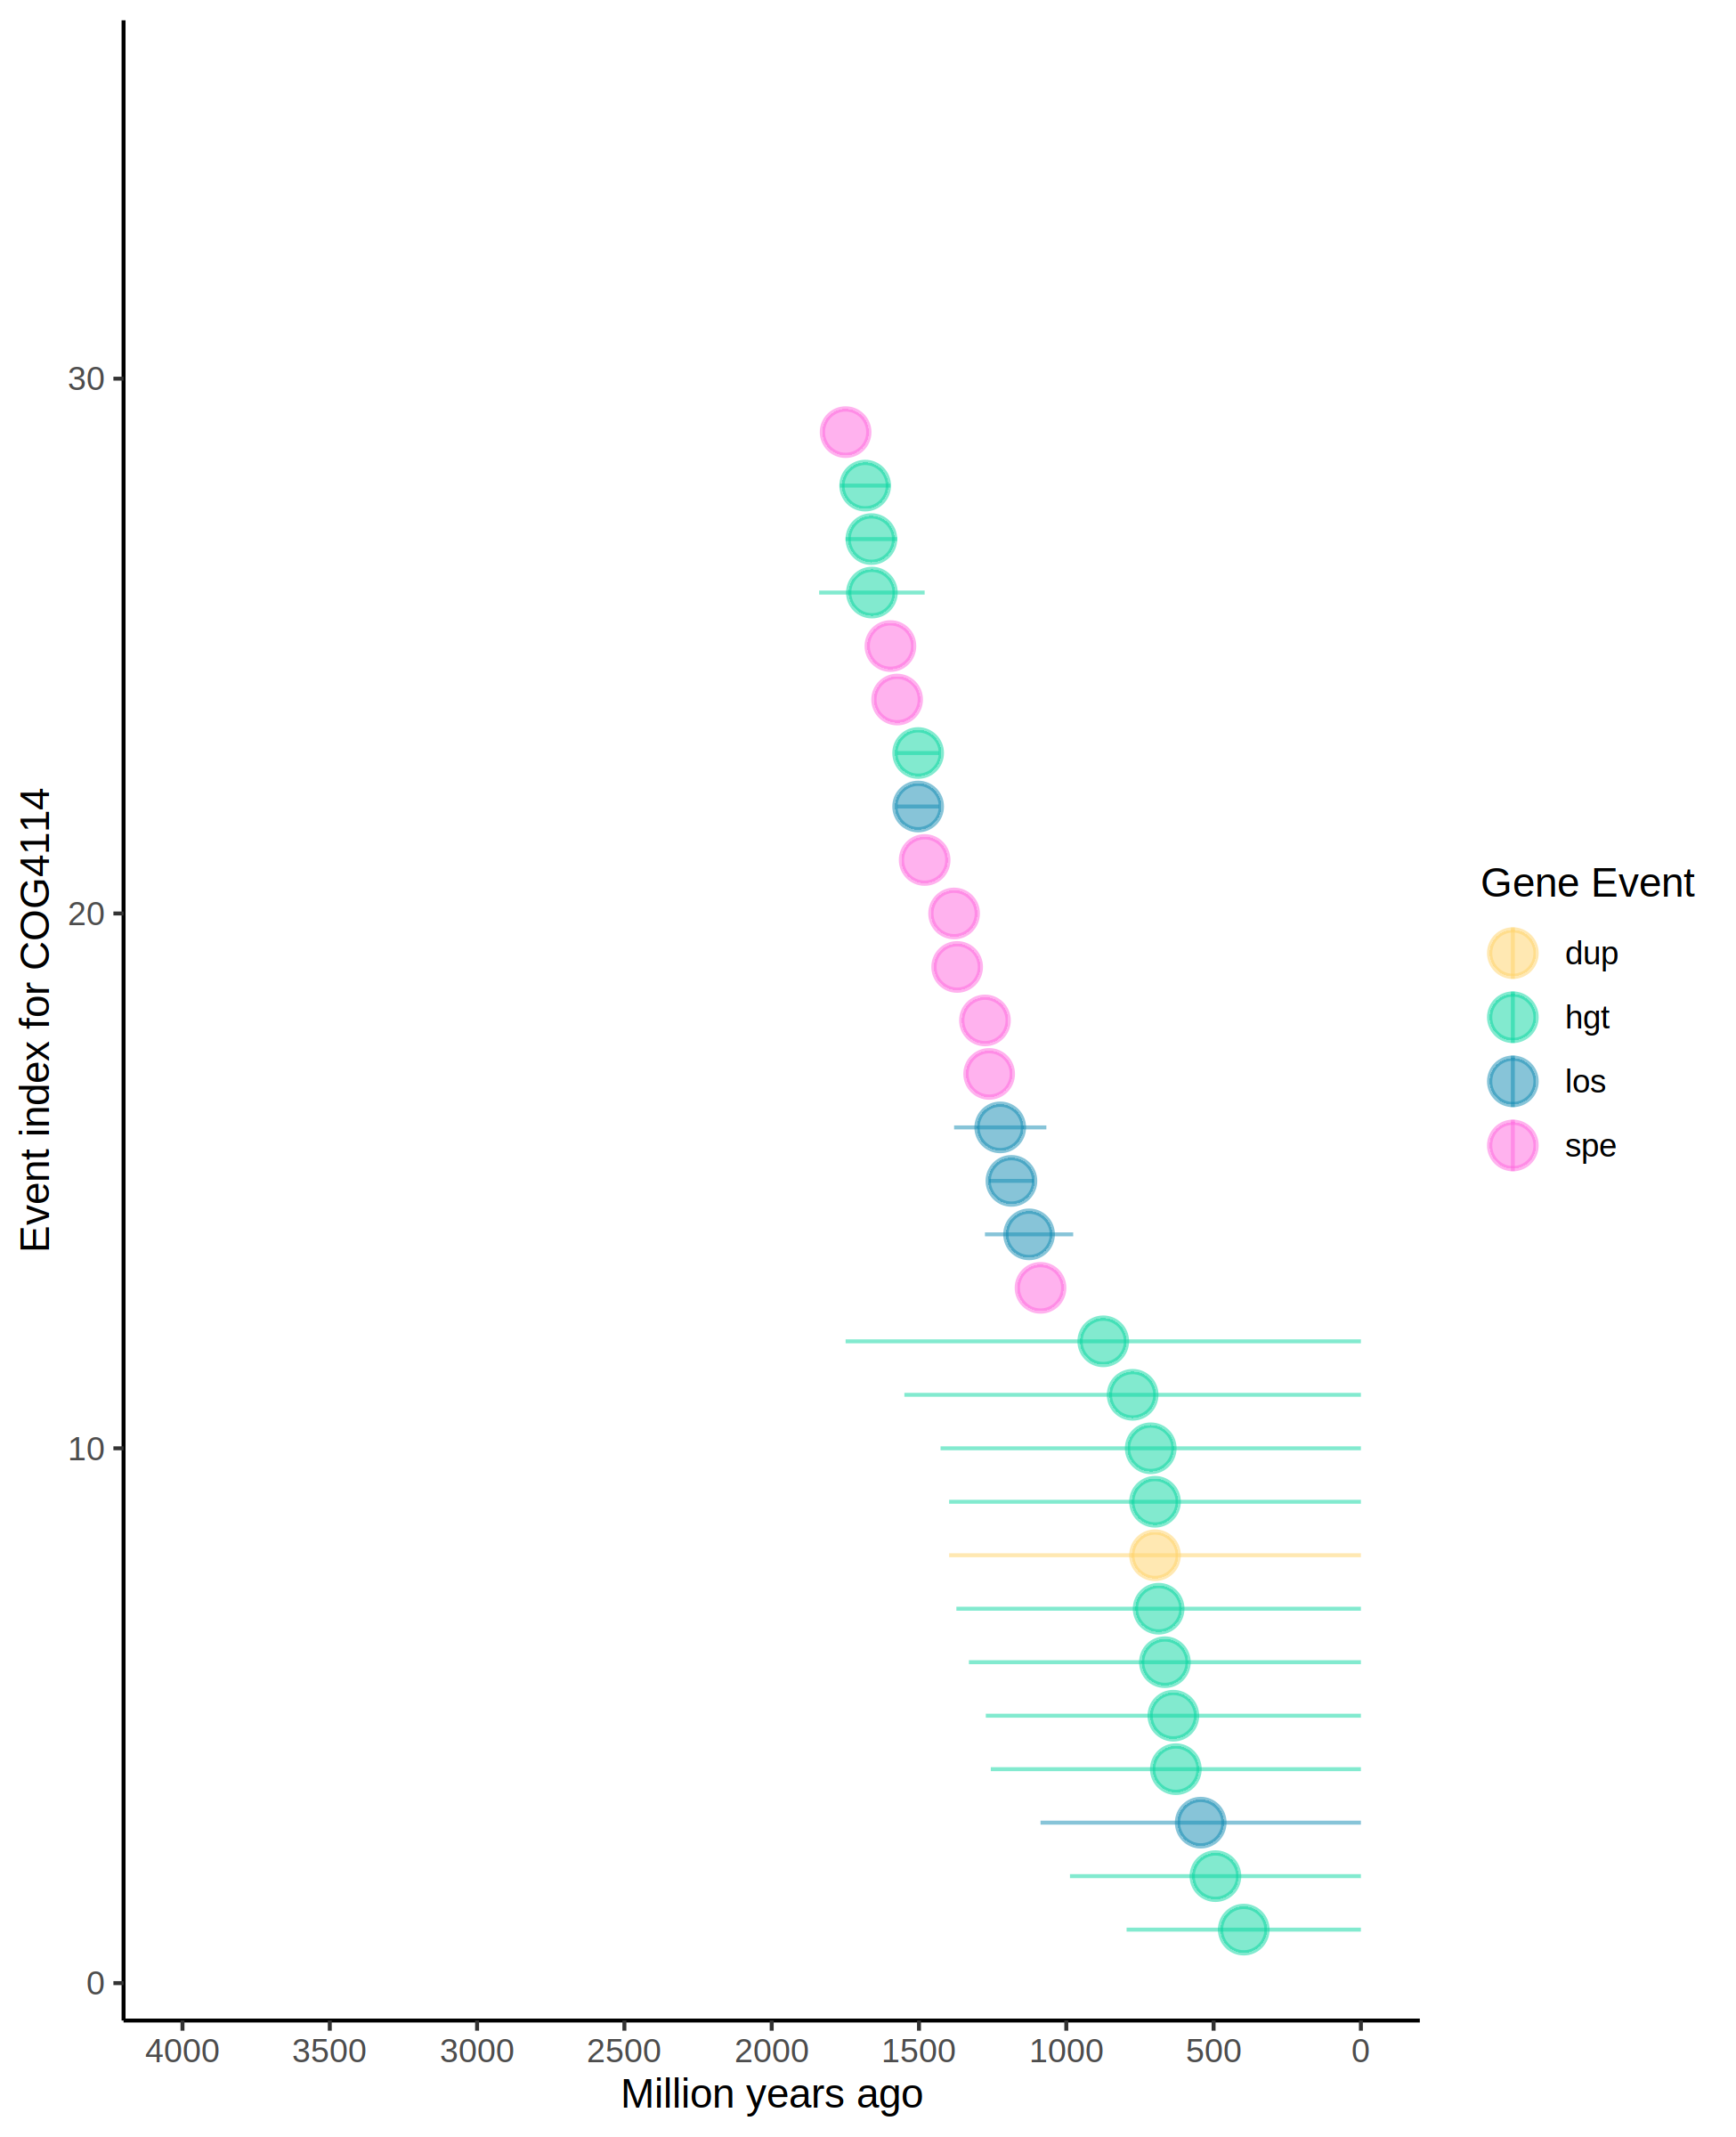 Event index for COG4114
30
20
10
0
4000 3500 3000 2500 2000 1500 1000 500 0
Million years ago
Gene Event
dup
hgt
los
spe